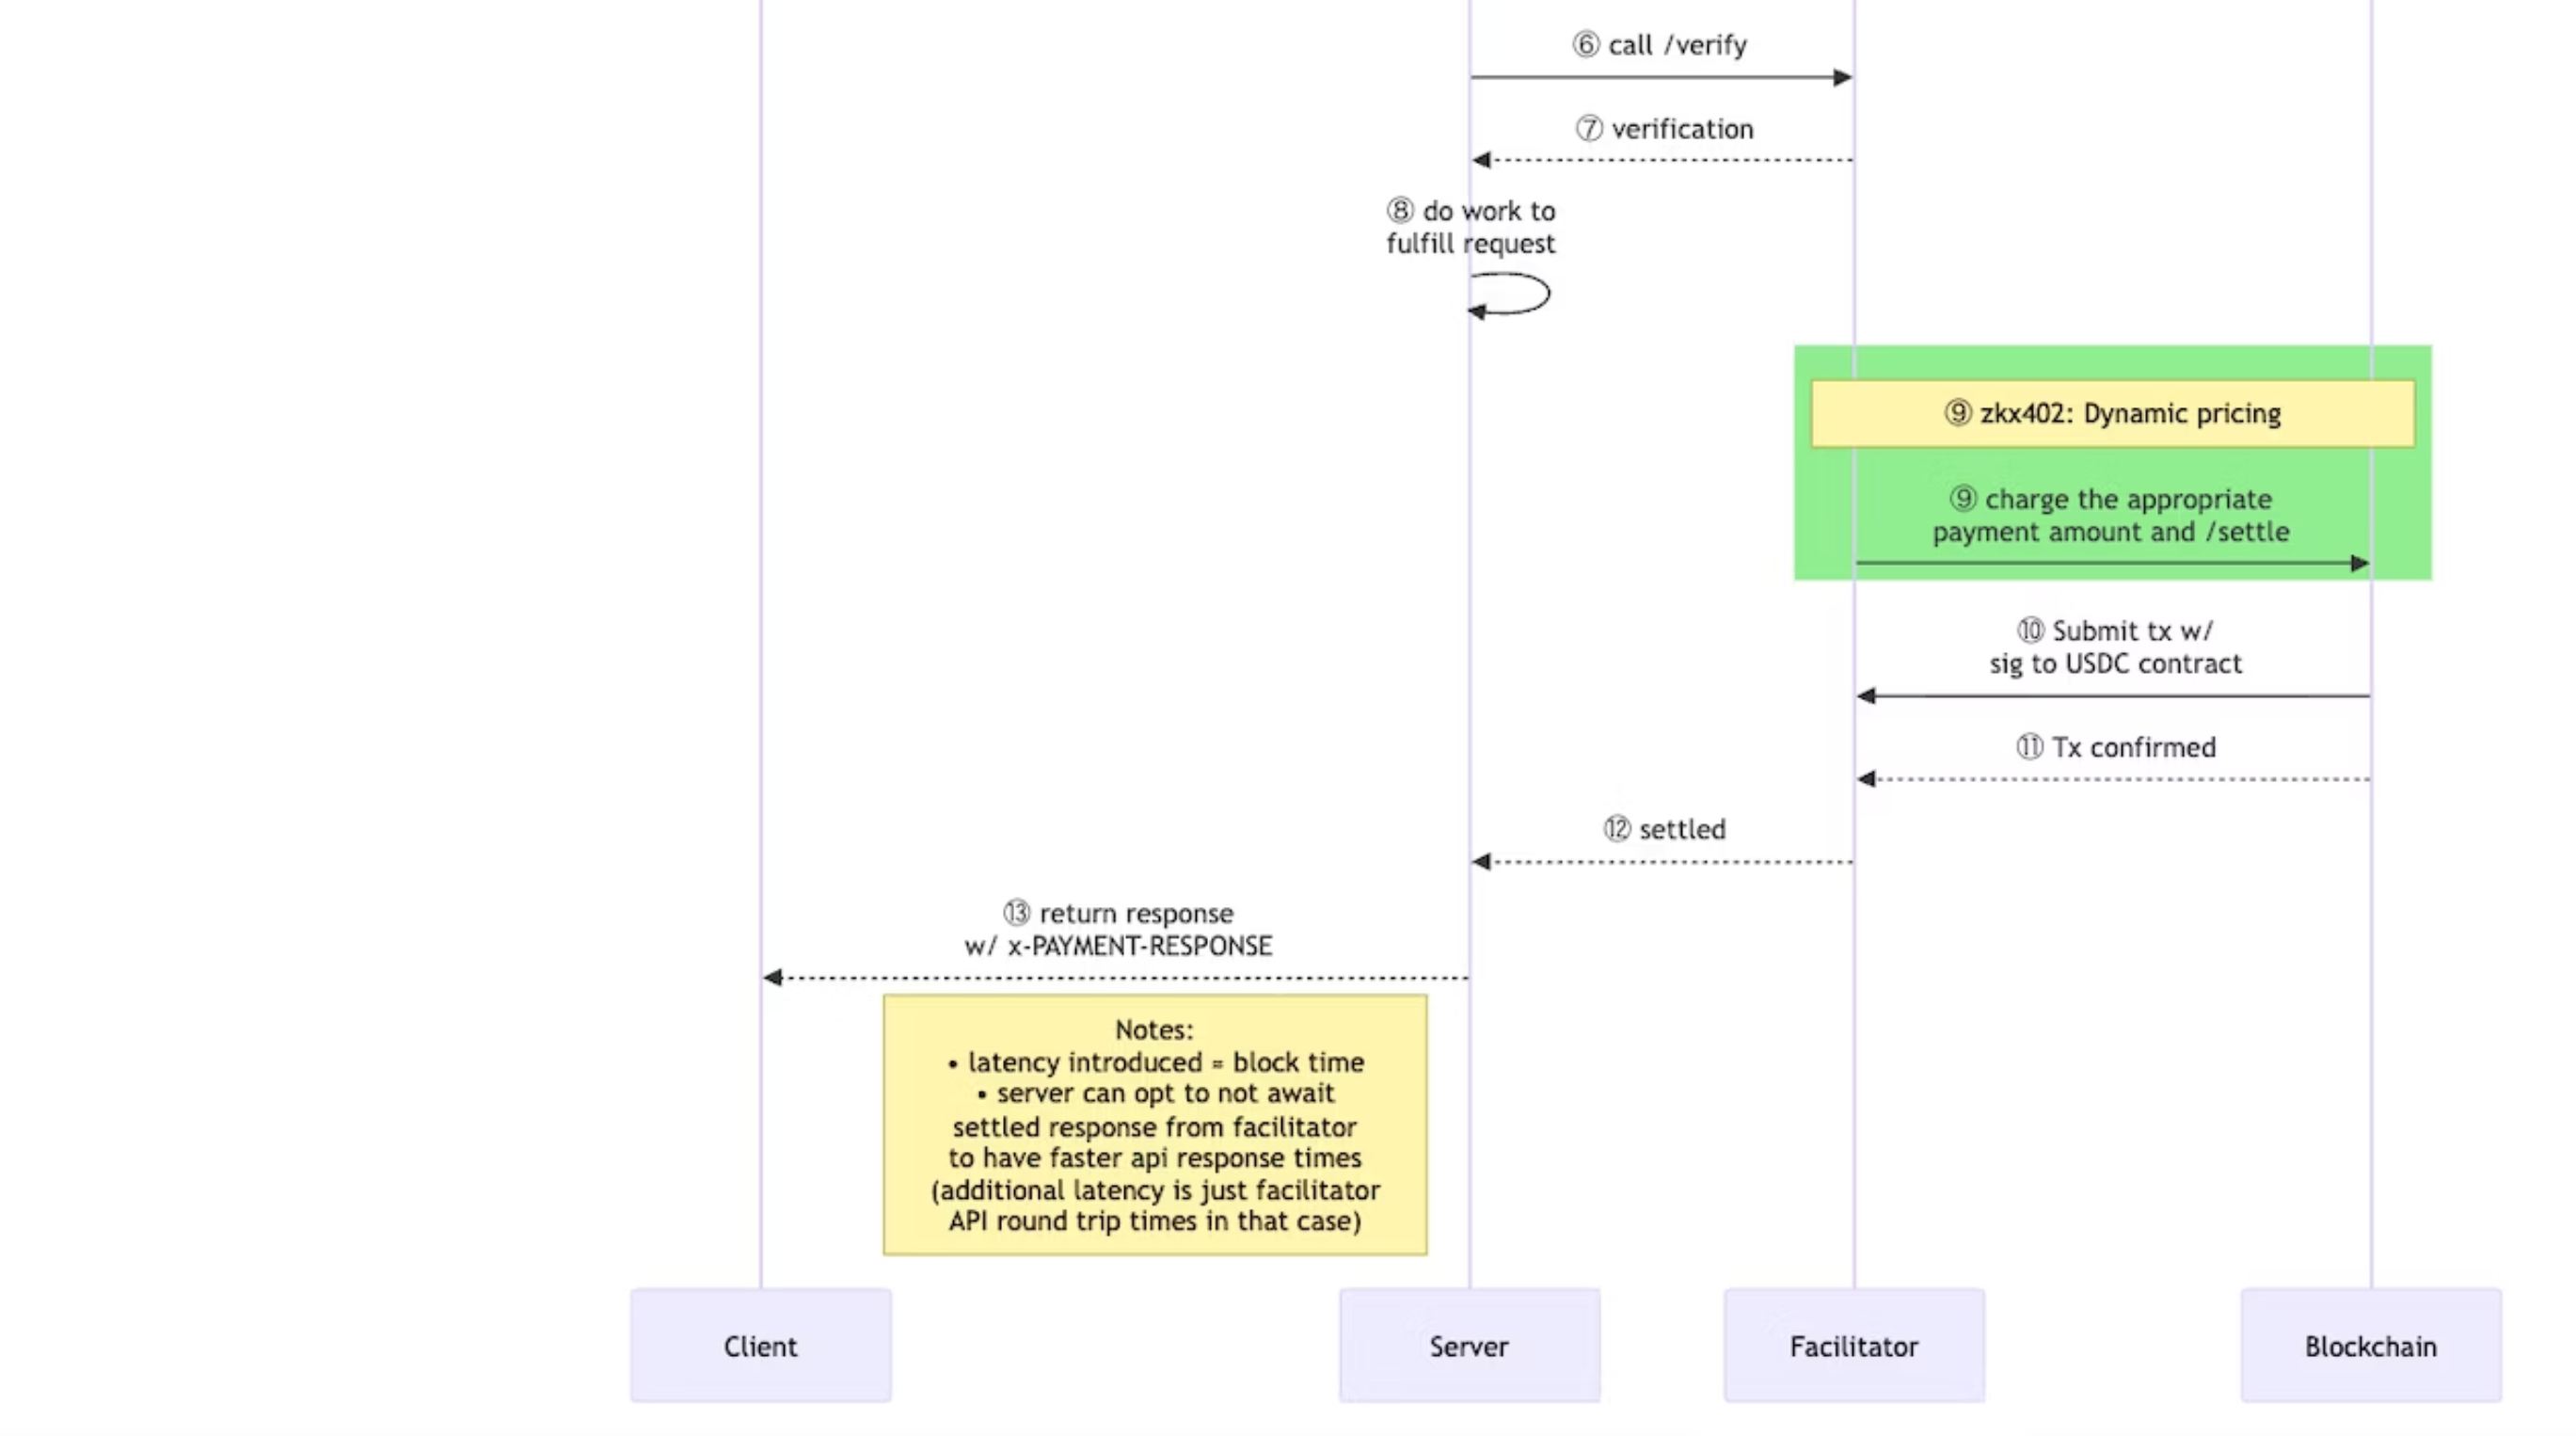 ⑥ call /verify
⑦ verification
⑧ do work to
fulfill request
⑨ zkx402: Dynamic pricing
⑨ charge the appropriate
payment amount and /settle
⑩ Submit tx w/
sig to USDC contract
⑪ Tx confirmed
⑫ settled
⑬ return response
w/ x-PAYMENT-RESPONSE
Notes:
• latency introduced = block time
• server can opt to not await
settled response from facilitator
to have faster api response times
(additional latency is just facilitator
API round trip times in that case)
Client
Server
Facilitator
Blockchain